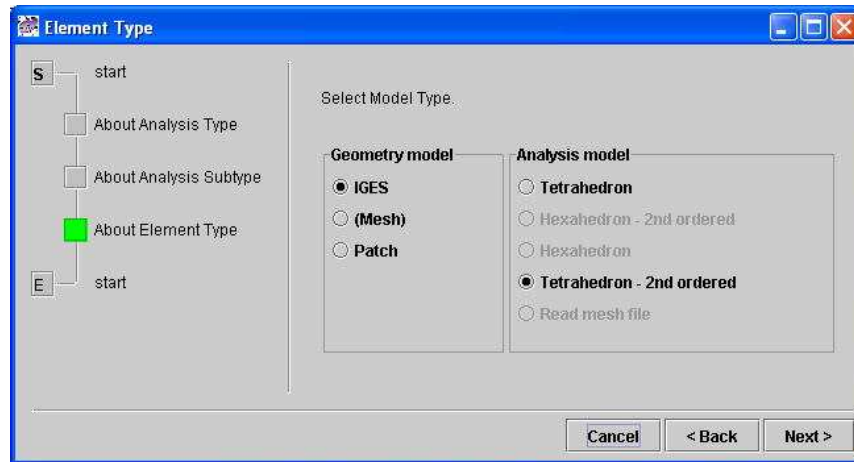 Element Type
S start
About Analysis Type
About Analysis Subtype
About Element Type
E start
Select Model Type.
Geometry model
IGES
(Mesh)
Patch
Analysis model
Tetrahedron
Hexahedron - 2nd ordered
Hexahedron
Tetrahedron - 2nd ordered
Read mesh file
Cancel
< Back
Next >